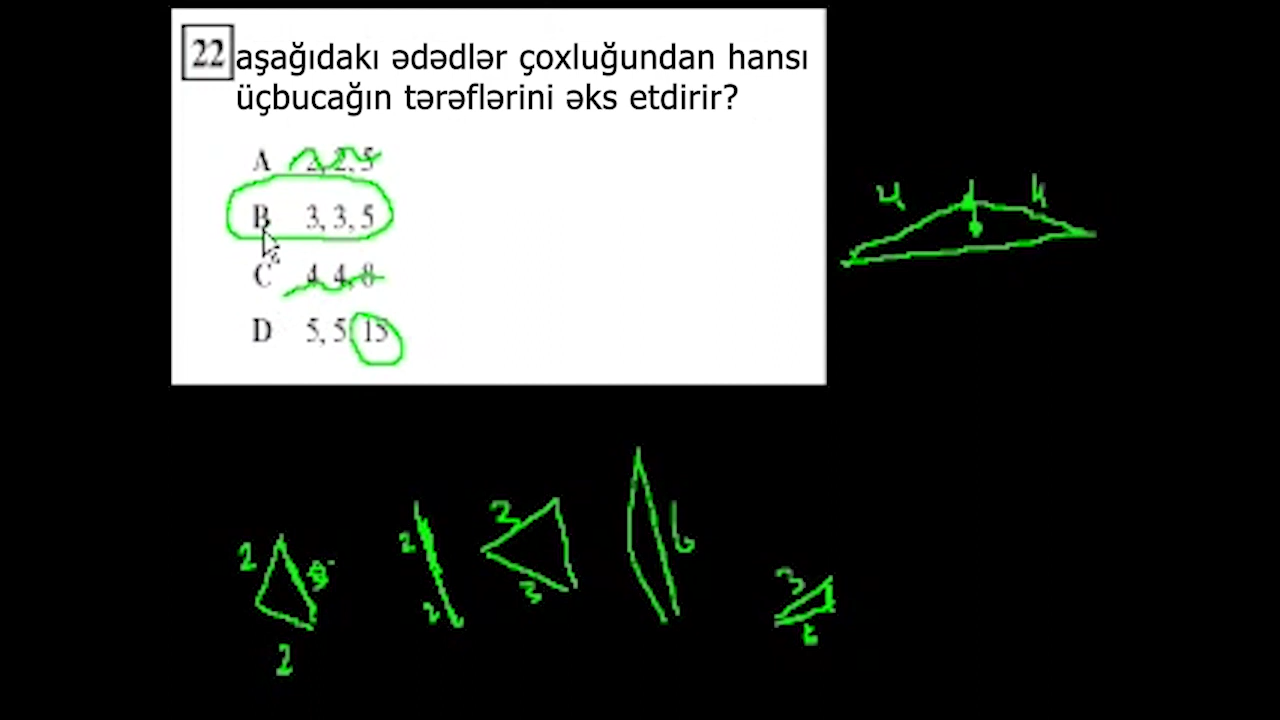 22 aşağıdakı ədədlər çoxluğundan hansı
üçbucağın tərəflərini əks etdirir?
A 2, 2, 5
B 3, 3, 5
C 4, 4, 8
D 5, 5, 15
4 4
2 2 3 6 3
2 3
2